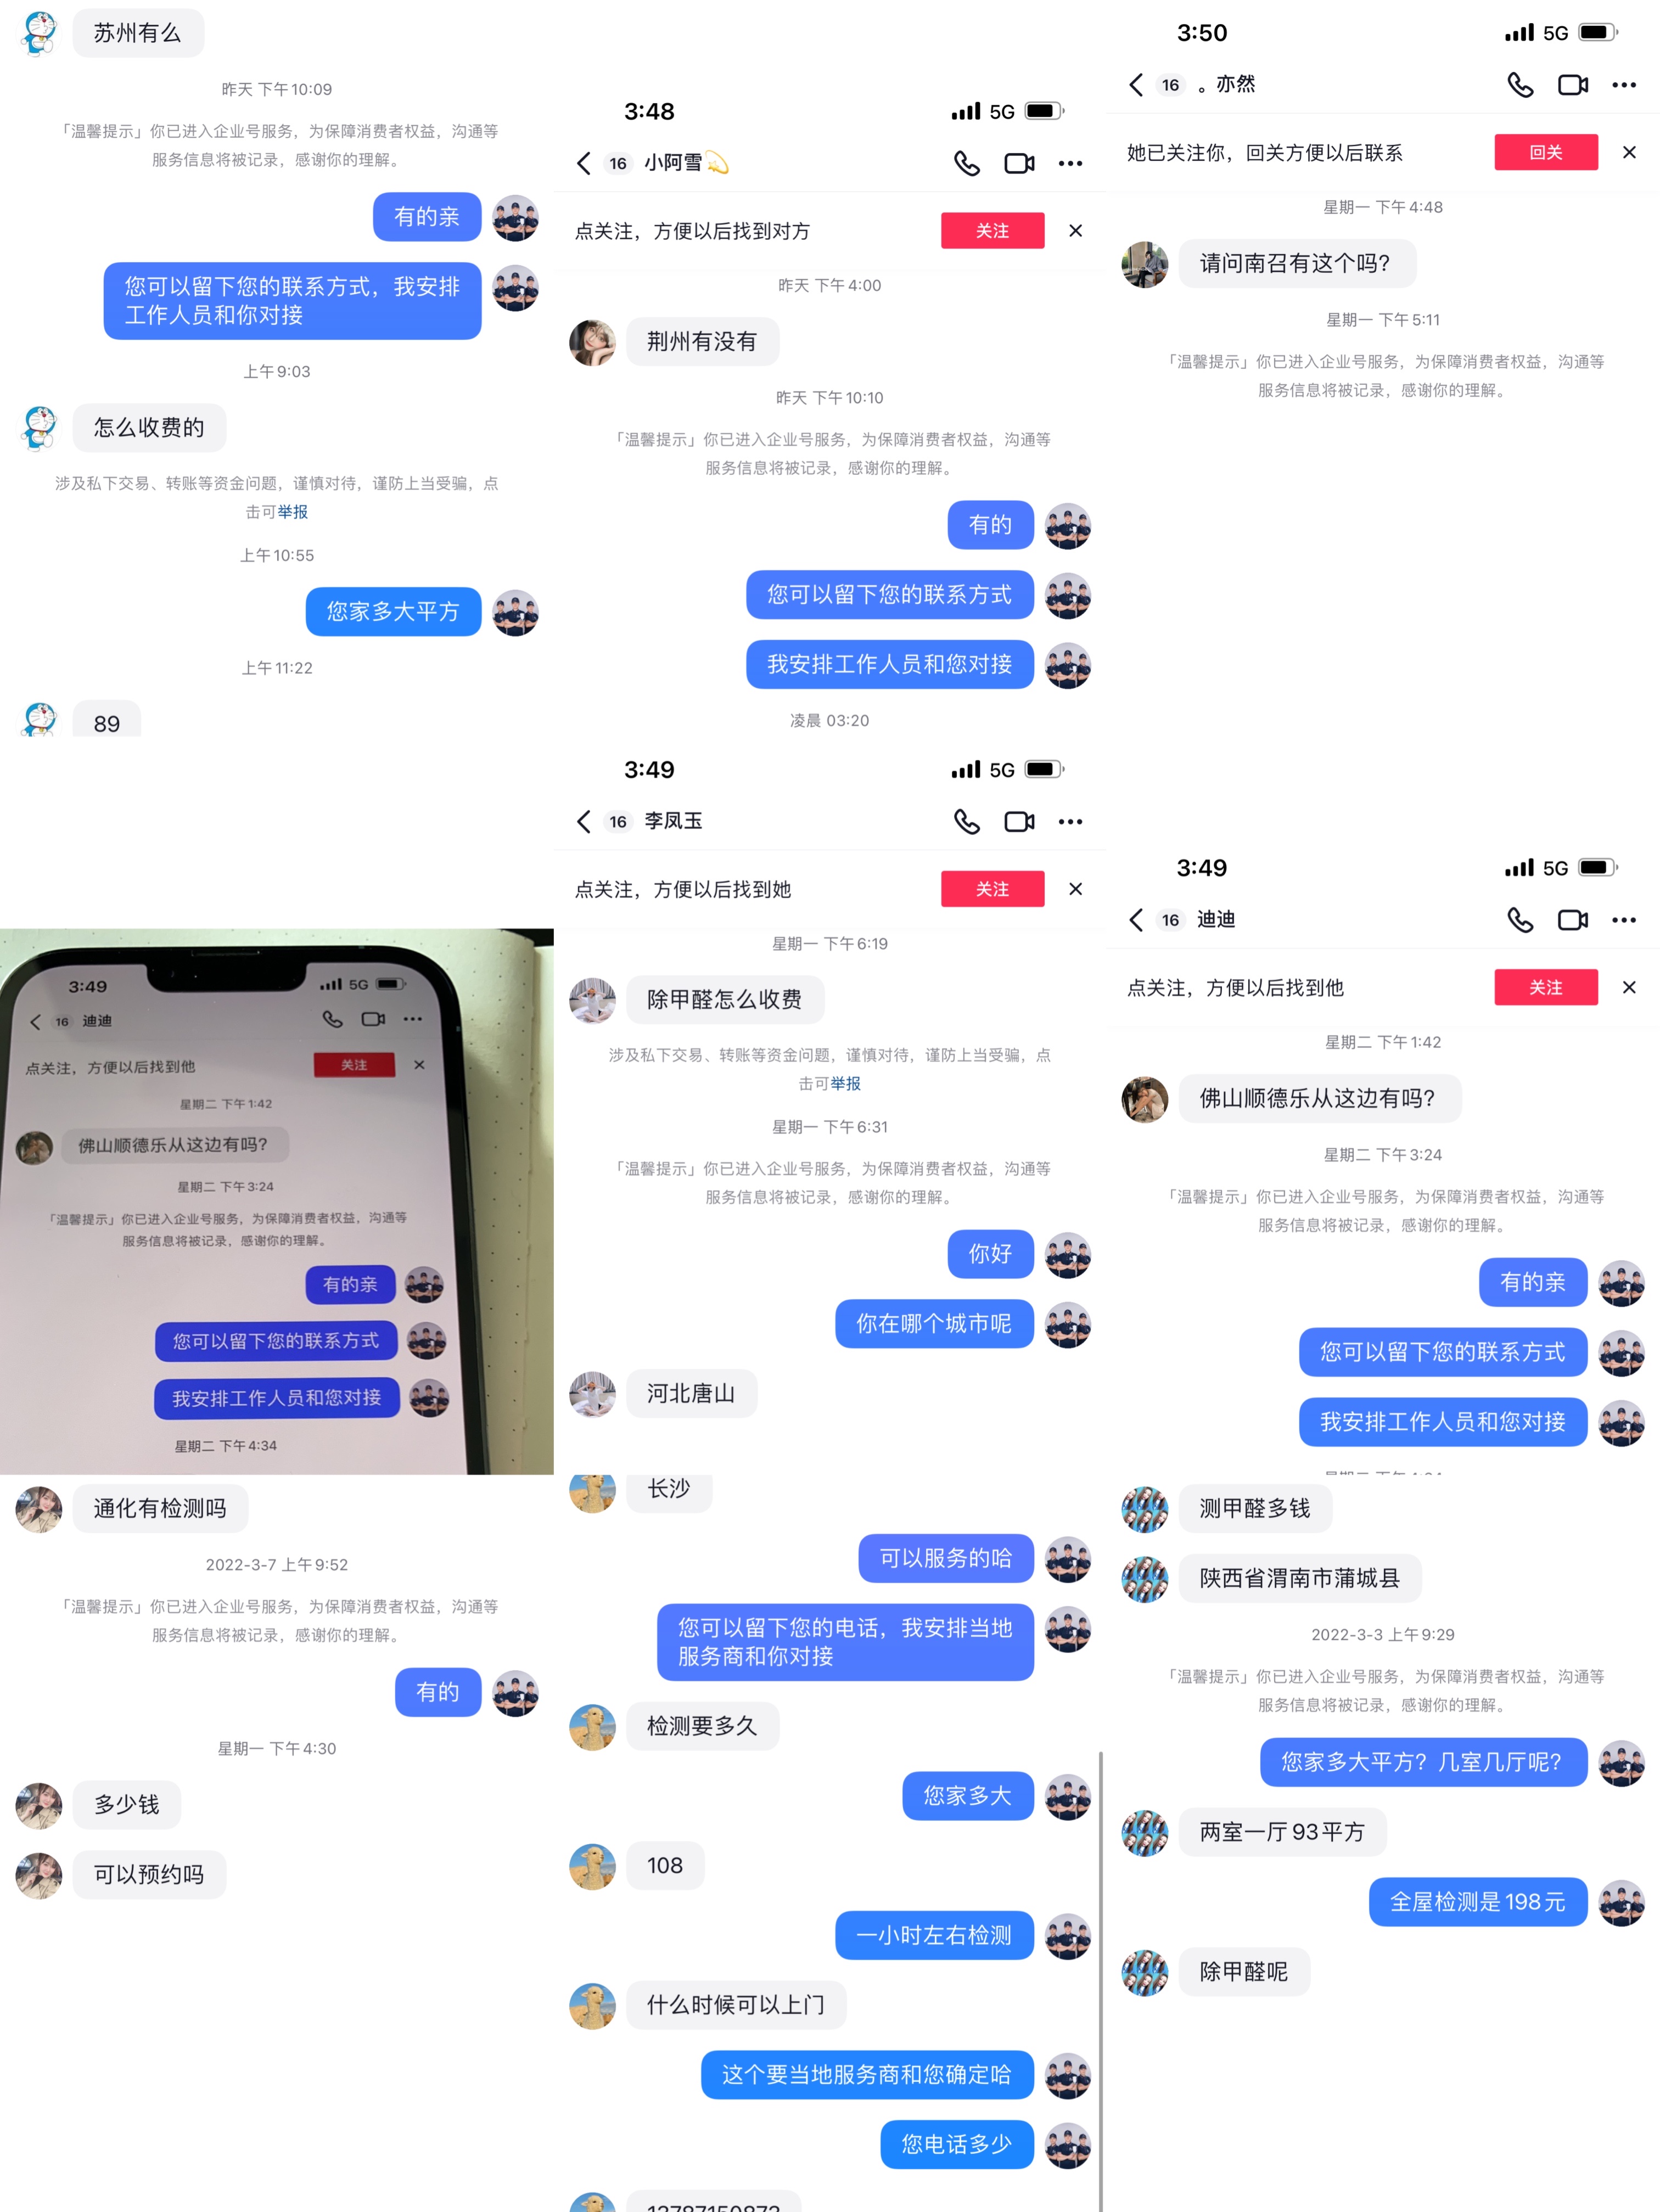 苏州有么
昨天 下午10:09
「温馨提示」你已进入企业号服务，为保障消费者权益，沟通等
服务信息将被记录，感谢你的理解。
有的亲
您可以留下您的联系方式，我安排
工作人员和你对接
上午9:03
怎么收费的
涉及私下交易、转账等资金问题，谨慎对待，谨防上当受骗，点
击可举报
上午10:55
您家多大平方
上午11:22
89
3:48
5G
16 小阿雪
点关注，方便以后找到对方
关注
昨天 下午4:00
荆州有没有
昨天 下午10:10
「温馨提示」你已进入企业号服务，为保障消费者权益，沟通等
服务信息将被记录，感谢你的理解。
有的
您可以留下您的联系方式
我安排工作人员和您对接
凌晨 03:20
3:50
5G
16 。亦然
她已关注你，回关方便以后联系
回关
星期一 下午4:48
请问南召有这个吗?
星期一 下午5:11
「温馨提示」你已进入企业号服务，为保障消费者权益，沟通等
服务信息将被记录，感谢你的理解。
3:49
5G
16 迪迪
点关注，方便以后找到他
关注
星期二 下午1:42
佛山顺德乐从这边有吗?
星期二 下午3:24
「温馨提示」你已进入企业号服务，为保障消费者权益，沟通等
服务信息将被记录，感谢你的理解。
有的亲
您可以留下您的联系方式
我安排工作人员和您对接
星期二 下午4:34
3:49
5G
16 李凤玉
点关注，方便以后找到她
关注
星期一 下午6:19
除甲醛怎么收费
涉及私下交易、转账等资金问题，谨慎对待，谨防上当受骗，点
击可举报
星期一 下午6:31
「温馨提示」你已进入企业号服务，为保障消费者权益，沟通等
服务信息将被记录，感谢你的理解。
你好
你在哪个城市呢
河北唐山
3:49
5G
16 迪迪
点关注，方便以后找到他
关注
星期二 下午1:42
佛山顺德乐从这边有吗?
星期二 下午3:24
「温馨提示」你已进入企业号服务，为保障消费者权益，沟通等
服务信息将被记录，感谢你的理解。
有的亲
您可以留下您的联系方式
我安排工作人员和您对接
通化有检测吗
2022-3-7 上午9:52
「温馨提示」你已进入企业号服务，为保障消费者权益，沟通等
服务信息将被记录，感谢你的理解。
有的
星期一 下午4:30
多少钱
可以预约吗
长沙
可以服务的哈
您可以留下您的电话，我安排当地
服务商和你对接
检测要多久
您家多大
108
一小时左右检测
什么时候可以上门
这个要当地服务商和您确定哈
您电话多少
测甲醛多钱
陕西省渭南市蒲城县
2022-3-3 上午9:29
「温馨提示」你已进入企业号服务，为保障消费者权益，沟通等
服务信息将被记录，感谢你的理解。
您家多大平方? 几室几厅呢?
两室一厅93平方
全屋检测是198元
除甲醛呢